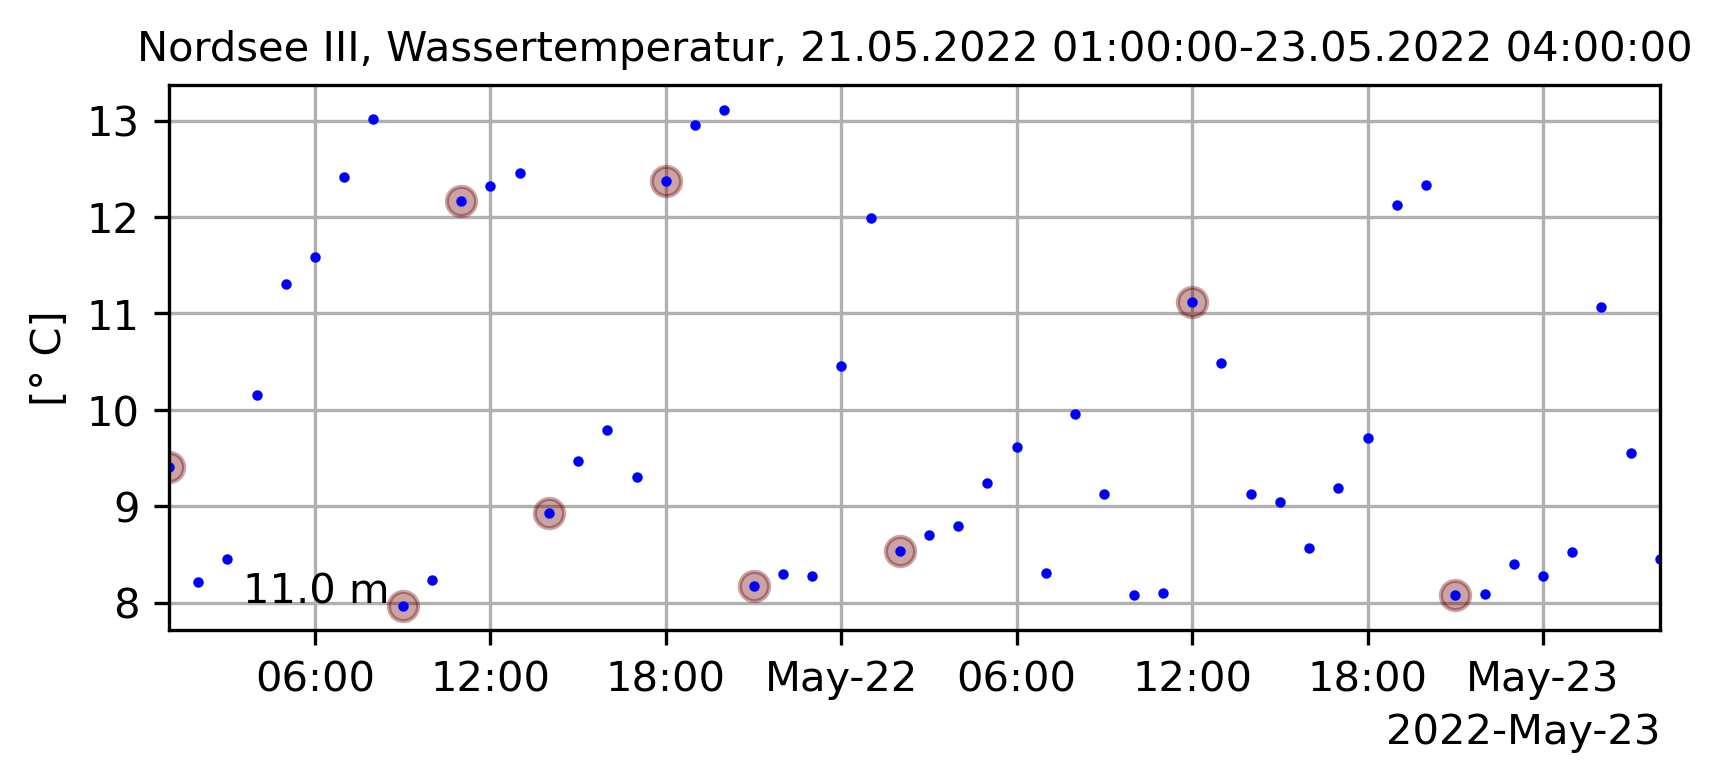 Nordsee III, Wassertemperatur, 21.05.2022 01:00:00-23.05.2022 04:00:00
13
12
11
10
9
8
[° C]
11.0 m
06:00 12:00 18:00 May-22 06:00 12:00 18:00 May-23
2022-May-23